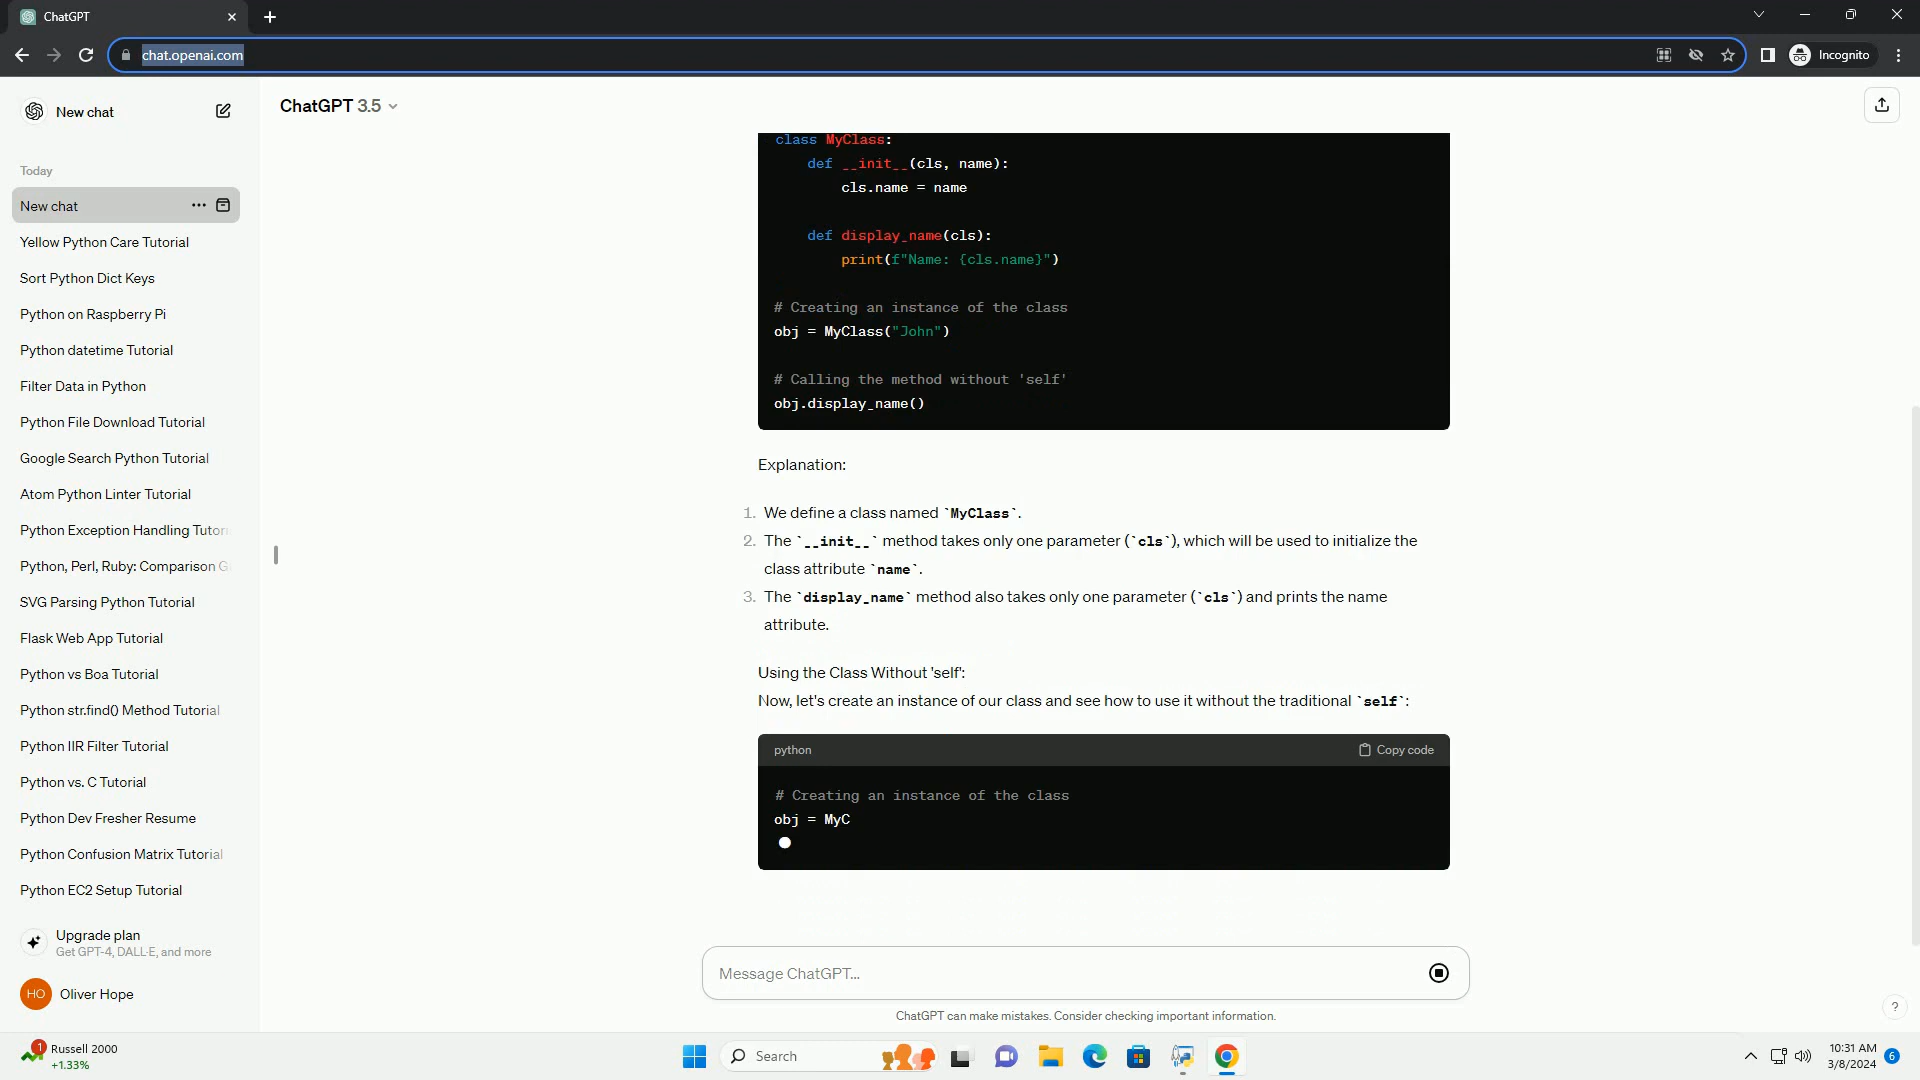 ChatGPT
chat.openai.com
Incognito
New chat
ChatGPT 3.5
Today
New chat
Yellow Python Care Tutorial
Sort Python Dict Keys
Python on Raspberry Pi
Python datetime Tutorial
Filter Data in Python
Python File Download Tutorial
Google Search Python Tutorial
Atom Python Linter Tutorial
Python Exception Handling Tutor
Python, Perl, Ruby: Comparison G
SVG Parsing Python Tutorial
Flask Web App Tutorial
Python vs Boa Tutorial
Python str.find() Method Tutorial
Python IIR Filter Tutorial
Python vs. C Tutorial
Python Dev Fresher Resume
Python Confusion Matrix Tutorial
Python EC2 Setup Tutorial
Upgrade plan
Get GPT-4, DALL·E, and more
HO Oliver Hope
class MyClass:
def __init__(cls, name):
cls.name = name
def display_name(cls):
print(f"Name: {cls.name}")
# Creating an instance of the class
obj = MyClass("John")
# Calling the method without 'self'
obj.display_name()
Explanation:
1. We define a class named `MyClass`.
2. The `__init__` method takes only one parameter (`cls`), which will be used to initialize the
class attribute `name`.
3. The `display_name` method also takes only one parameter (`cls`) and prints the name
attribute.
Using the Class Without 'self':
Now, let's create an instance of our class and see how to use it without the traditional `self`:
python Copy code
# Creating an instance of the class
obj = MyC
Message ChatGPT...
ChatGPT can make mistakes. Consider checking important information.
?
1 Russell 2000
+1.33%
Search
10:31 AM
3/8/2024
6